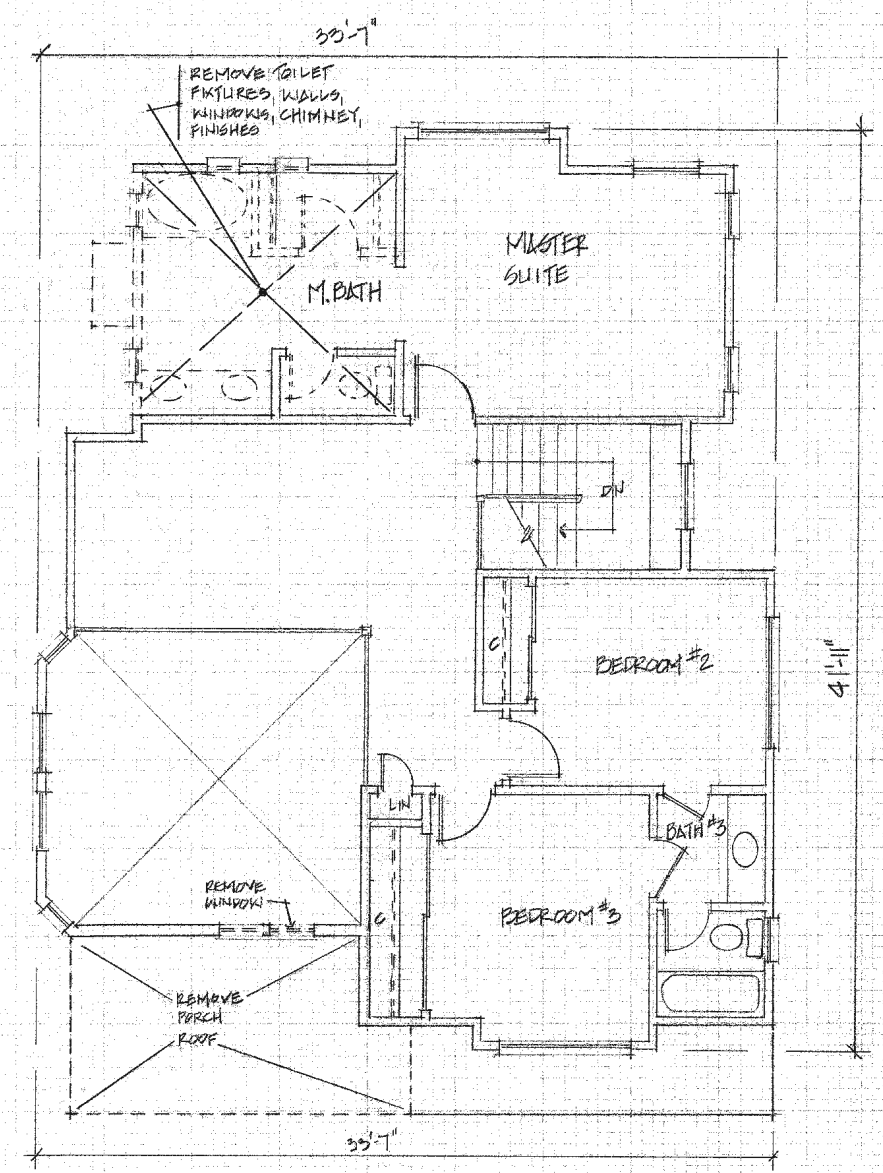 33'-7"
REMOVE TOILET
FIXTURES, WALLS,
WINDOWS, CHIMNEY,
FINISHES
MASTER
SUITE
M. BATH
DN
C
BEDROOM #2
41'-11"
LIN
BATH #3
REMOVE
WINDOW
C
BEDROOM #3
REMOVE
PORCH
ROOF
33'-7"